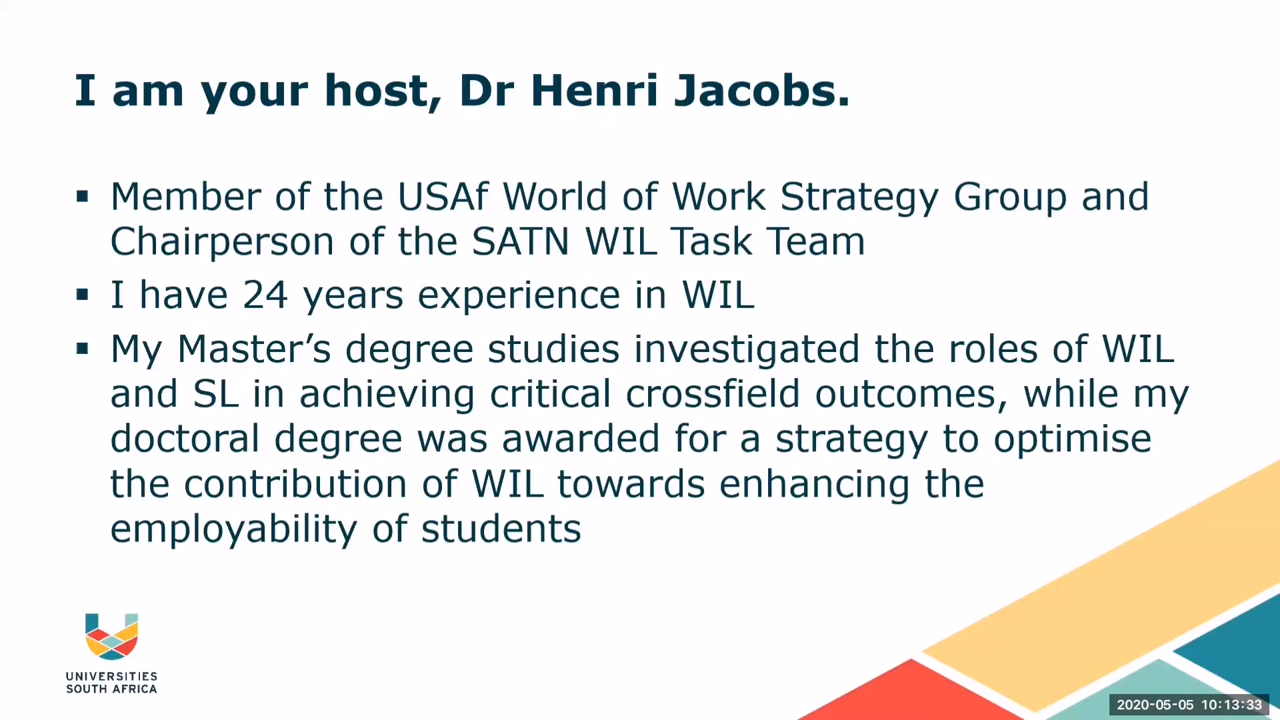 I am your host, Dr Henri Jacobs.
▪ Member of the USAf World of Work Strategy Group and
Chairperson of the SATN WIL Task Team
▪ I have 24 years experience in WIL
▪ My Master’s degree studies investigated the roles of WIL
and SL in achieving critical crossfield outcomes, while my
doctoral degree was awarded for a strategy to optimise
the contribution of WIL towards enhancing the
employability of students
UNIVERSITIES
SOUTH AFRICA
2020-05-05 10:13:33